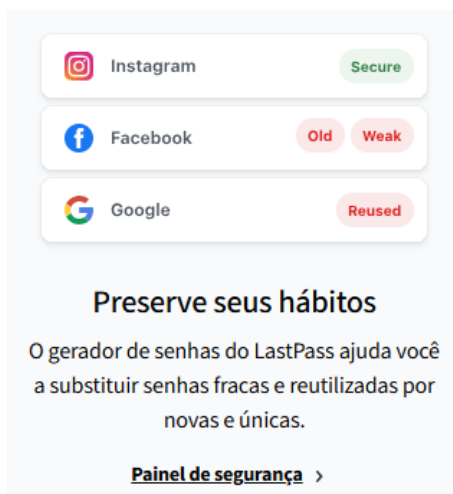 Instagram Secure
Facebook Old Weak
Google Reused
Preserve seus hábitos
O gerador de senhas do LastPass ajuda você
a substituir senhas fracas e reutilizadas por
novas e únicas.
Painel de segurança >